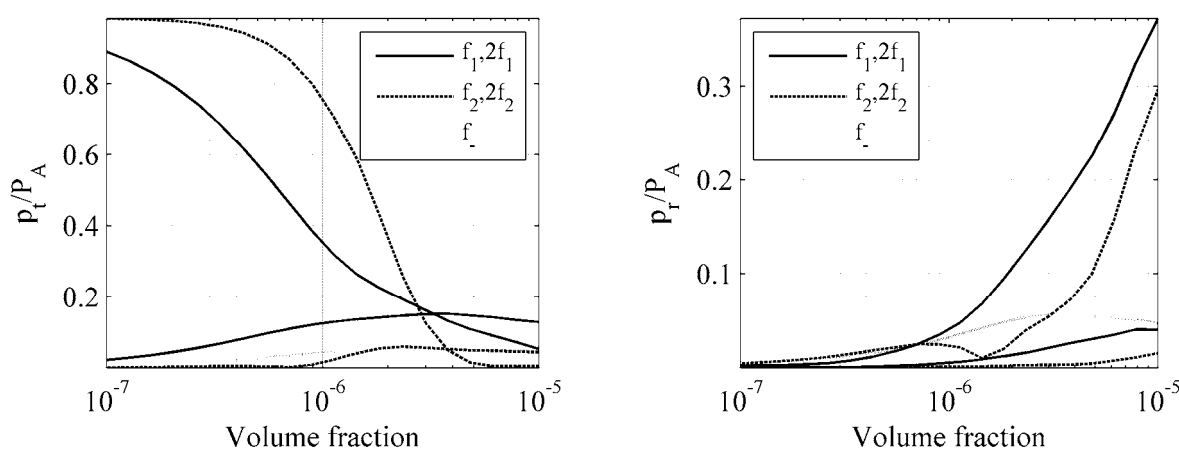 0.8
0.6
0.4
0.2
p_t/P_A
f_1,2f_1
f_2,2f_2
f_-
10^-7
10^-6
10^-5
Volume fraction
0.3
0.2
0.1
p_r/P_A
f_1,2f_1
f_2,2f_2
f_-
10^-7
10^-6
10^-5
Volume fraction